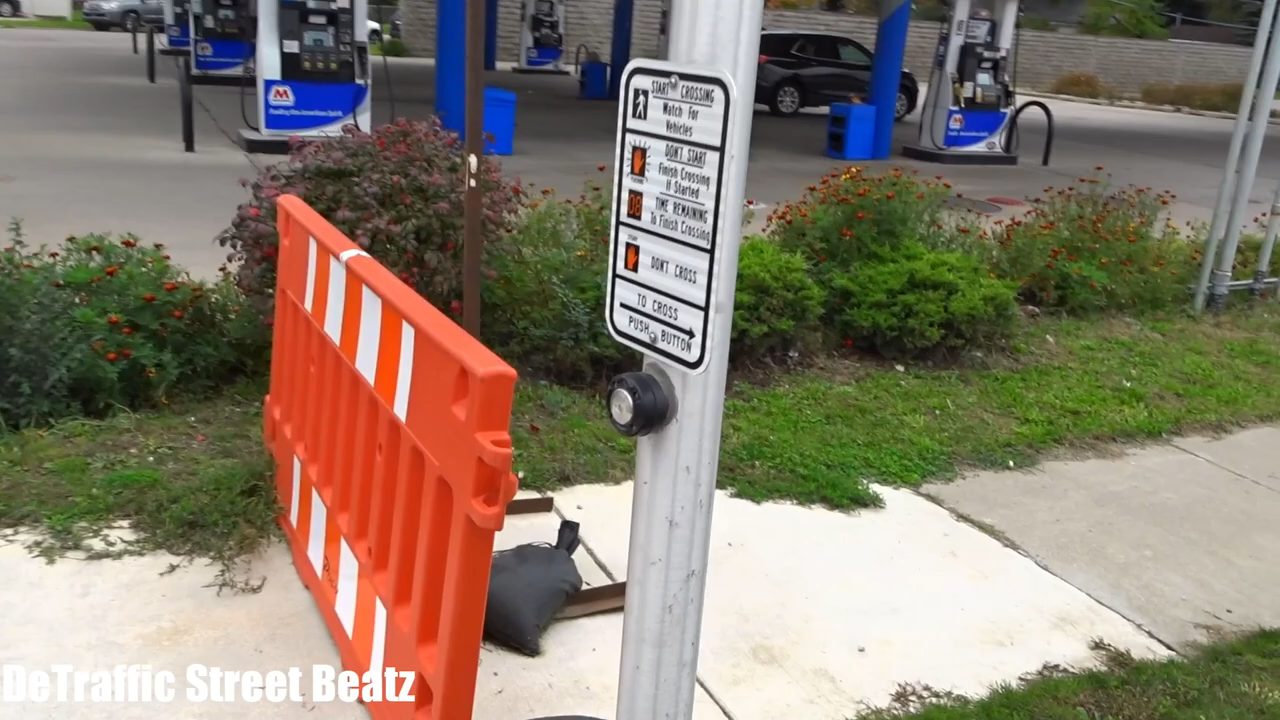 START CROSSING
Watch For
Vehicles
DON'T START
Finish Crossing
If Started
08
TIME REMAINING
To Finish Crossing
DON'T CROSS
TO CROSS
PUSH BUTTON
DeTraffic Street Beatz